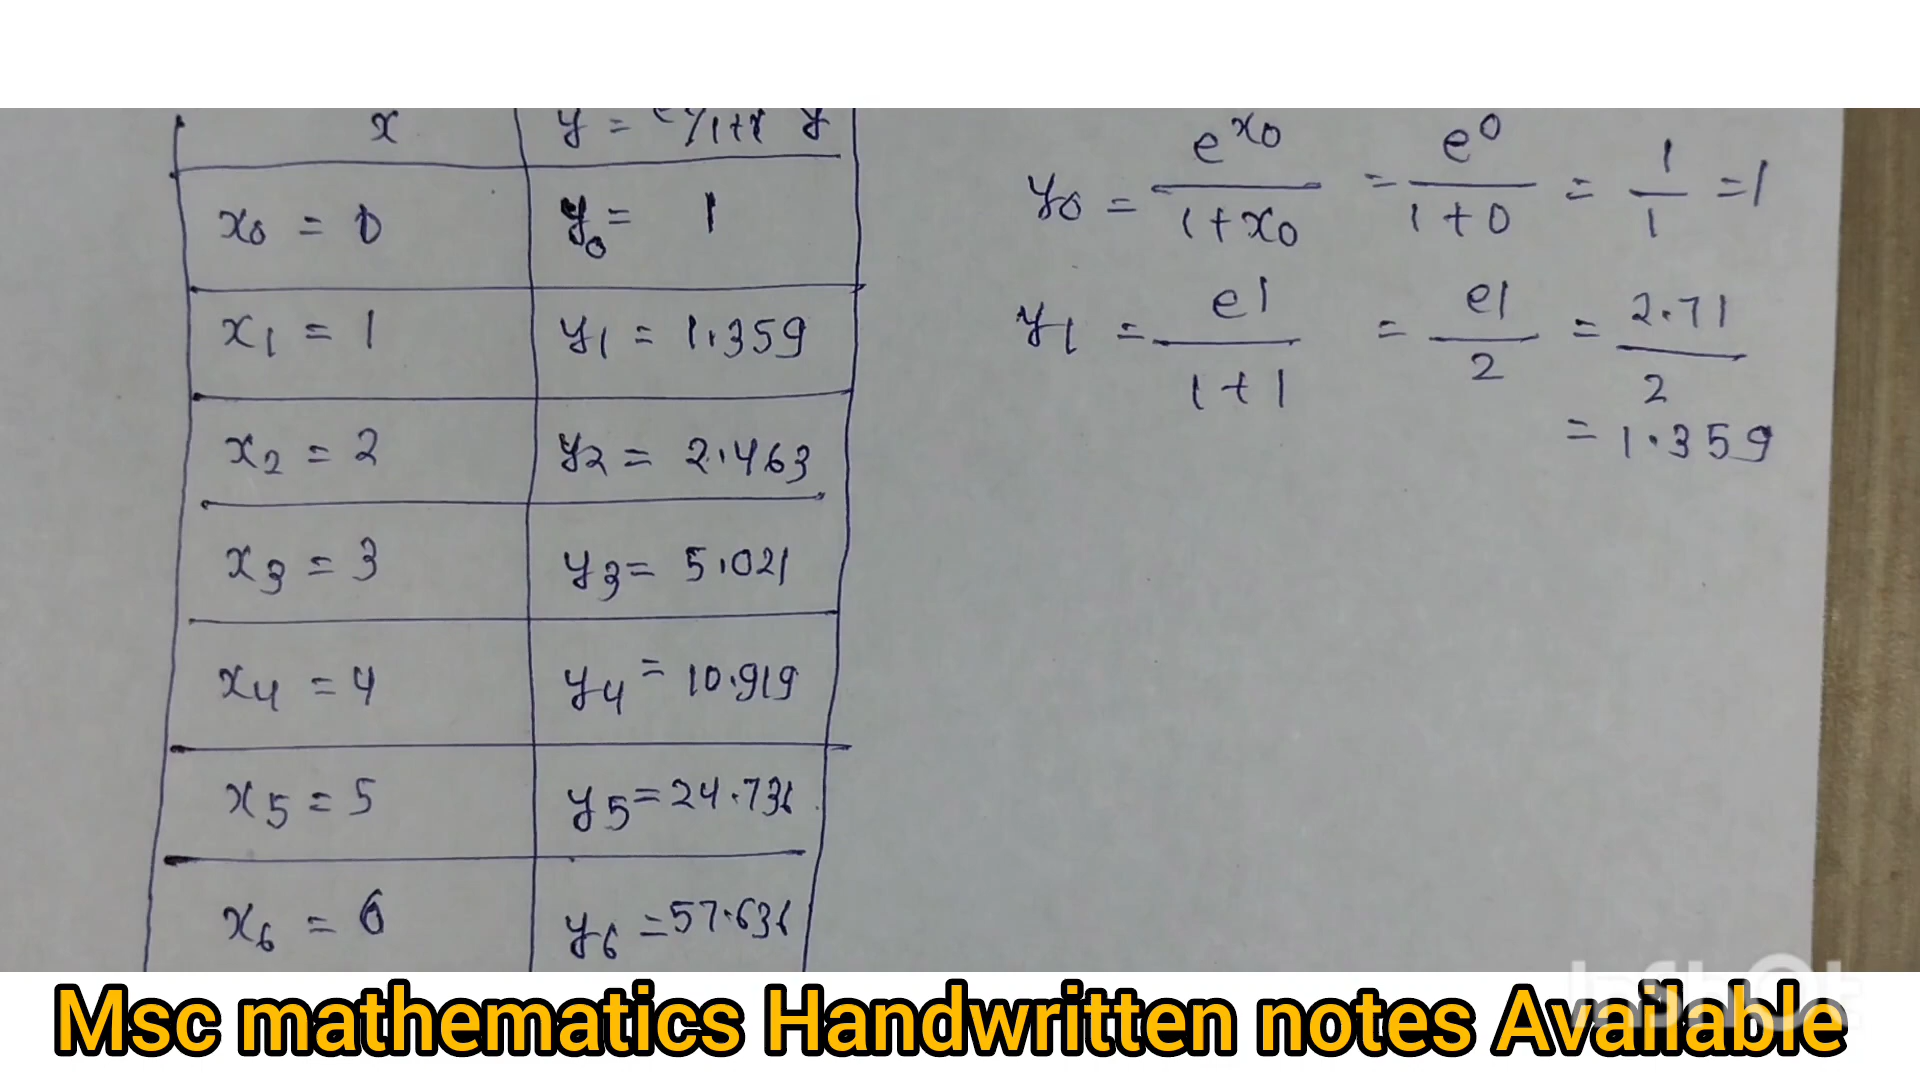 x y = e^x/1+x y
x0 = 0 y0 = 1
x1 = 1 y1 = 1.359
x2 = 2 y2 = 2.463
x3 = 3 y3 = 5.021
x4 = 4 y4 = 10.919
x5 = 5 y5 = 24.736
x6 = 6 y6 = 57.636
y0 = e^x0 / 1+x0 = e^0 / 1+0 = 1/1 = 1
y1 = e1 / 1+1 = e1 / 2 = 2.71 / 2
= 1.359
InShot
Msc mathematics Handwritten notes Available